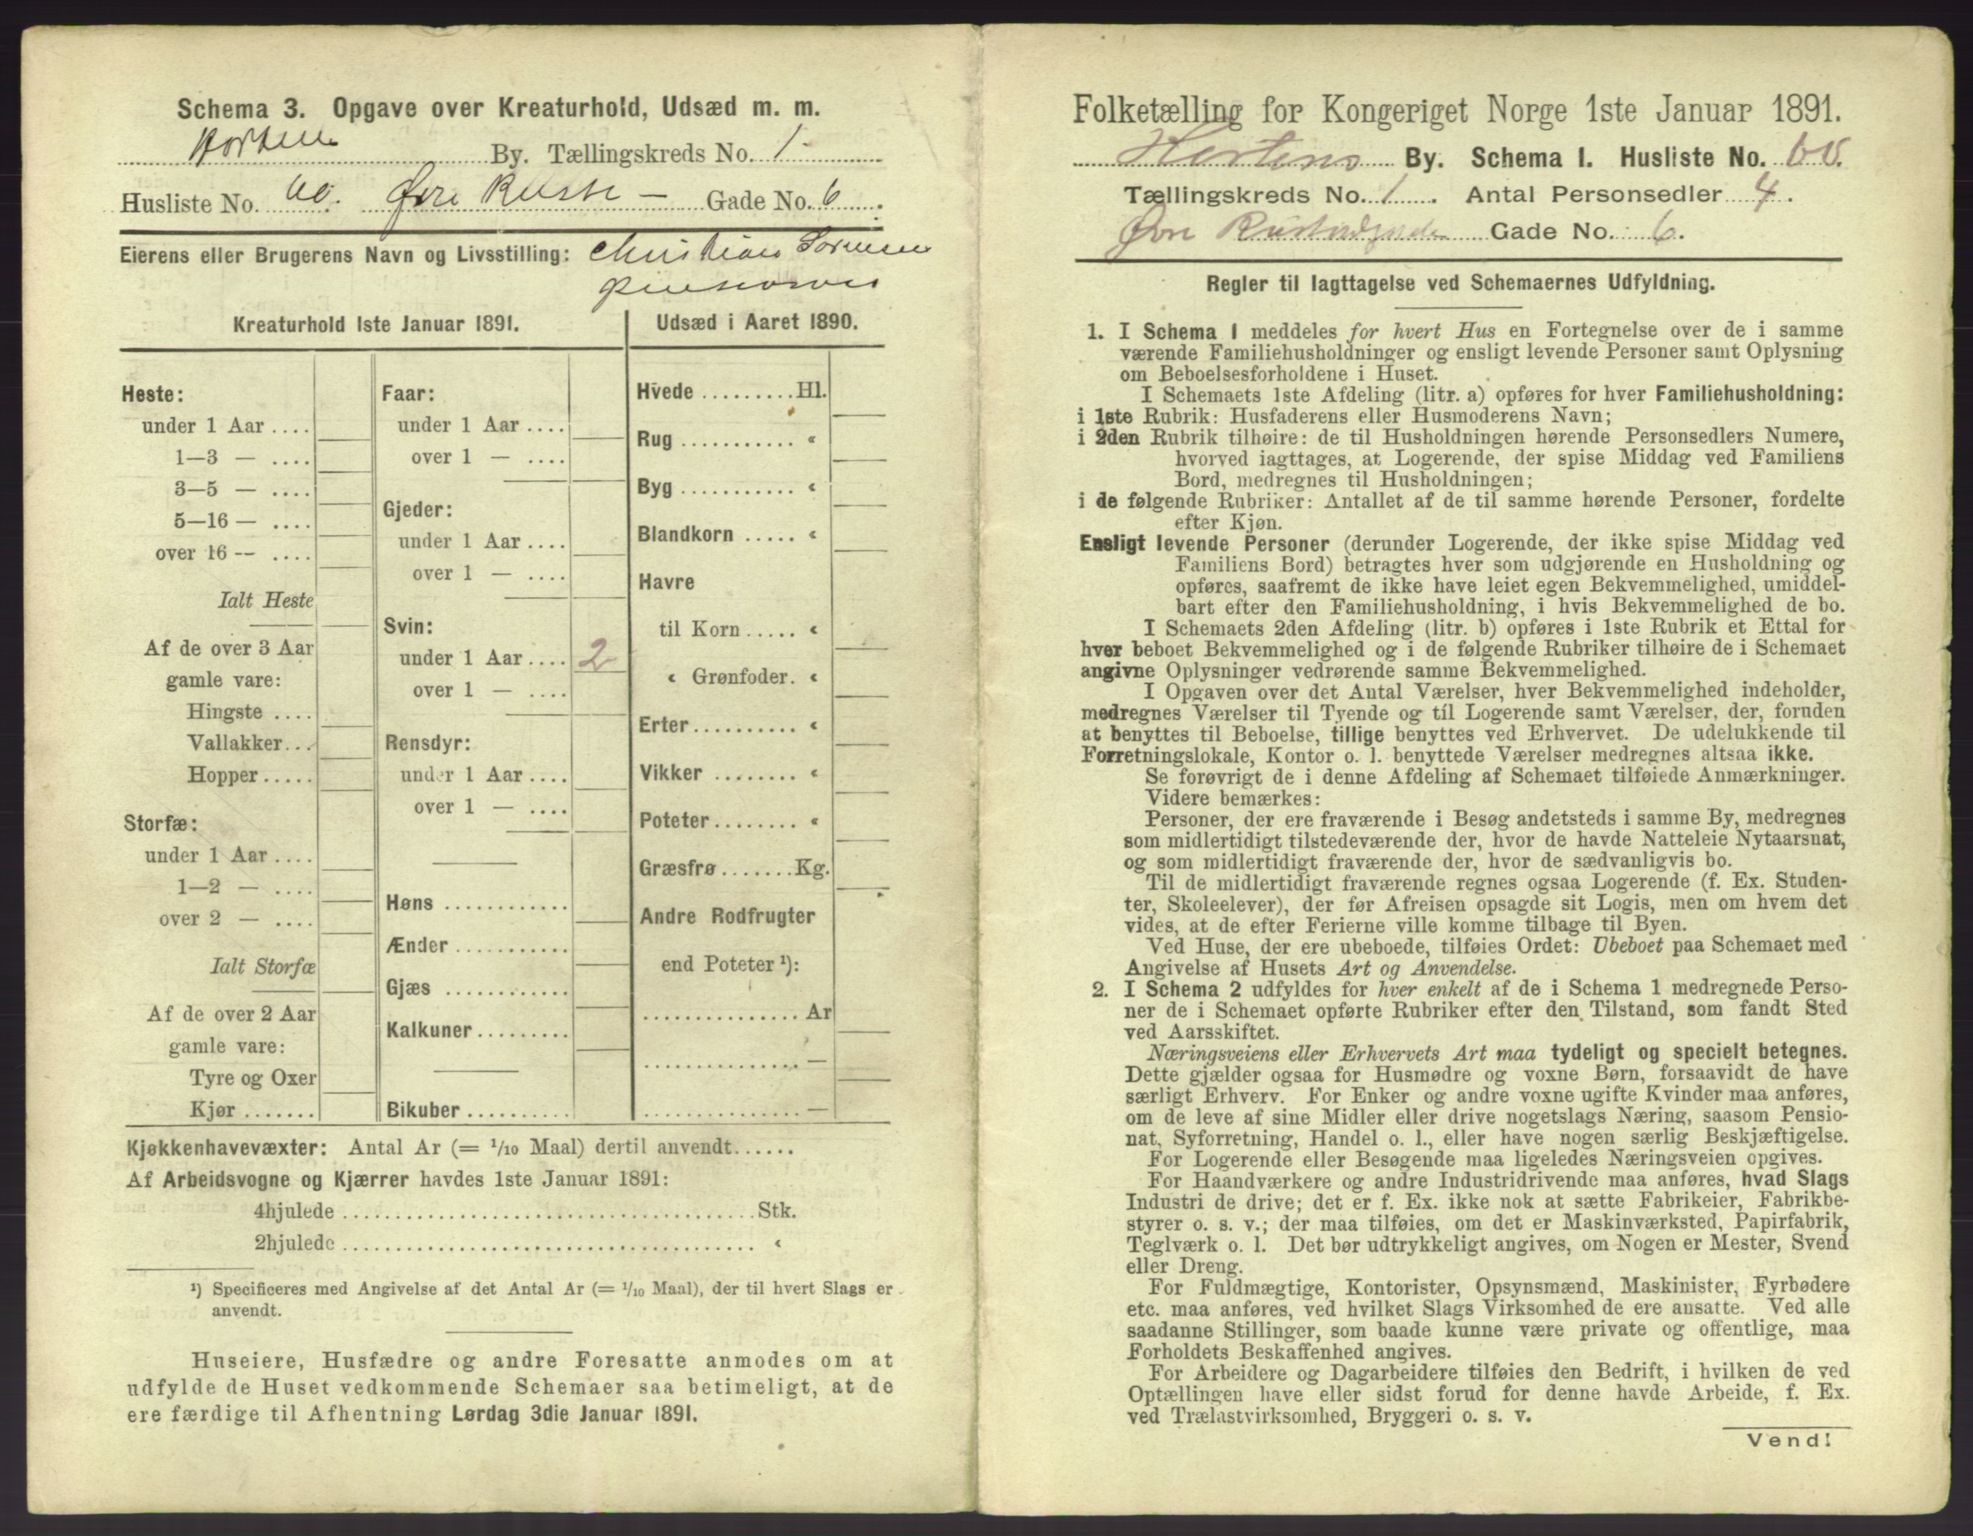 Schema 3. Opgave over Kreaturhold, Udsæd m. m.
Horten By. Tællingskreds No. 1.
Husliste No. 60. Øvre Gade No. 6.
Eierens eller Brugerens Navn og Livsstilling: Christian Sorensen
Kreaturhold 1ste Januar 1891.
Heste:
under 1 Aar ....
1—3 — ....
3—5 — ....
5—16 — ....
over 16 — ....
Ialt Heste
Af de over 3 Aar
gamle vare:
Hingste ....
Vallakker...
Hopper.....
Storfæ:
under 1 Aar ....
1—2 — ....
over 2 — ....
Ialt Storfæ
Af de over 2 Aar
gamle vare:
Tyre og Oxer
Kjør .......
Faar:
under 1 Aar ....
over 1 — ....
Gjeder:
under 1 Aar ....
over 1 — ....
Svin:
under 1 Aar .... 2
over 1 — ....
Rensdyr:
under 1 Aar ....
over 1 — ....
Høns ............
Ænder ...........
Gjæs ............
Kalkuner.........
Bikuber ..........
Udsæd i Aaret 1890.
Hvede .........Hl.
Rug ........... «
Byg ........... «
Blandkorn ..... «
Havre
til Korn ..... «
« Grønfoder. «
Erter......... «
Vikker ....... «
Poteter........ «
Græsfrø.......Kg.
Andre Rodfrugter
end Poteter ¹):
............... Ar
............... —
............... —
Kjøkkenhavevæxter: Antal Ar (= 1/10 Maal) dertil anvendt......
Af Arbeidsvogne og Kjærrer havdes 1ste Januar 1891:
4hjulede ........................................ Stk.
2hjulede ........................................ «
¹) Specificeres med Angivelse af det Antal Ar (= 1/10 Maal), der til hvert Slags er
anvendt.
Huseiere, Husfædre og andre Foresatte anmodes om at
udfylde de Huset vedkommende Schemaer saa betimeligt, at de
ere færdige til Afhentning Lørdag 3die Januar 1891.
Folketælling for Kongeriget Norge 1ste Januar 1891.
Hortens By. Schema 1. Husliste No. 60.
Tællingskreds No. 1. Antal Personsedler 4.
Øvre Gade No. 6.
Regler til Iagttagelse ved Schemaernes Udfyldning.
1. I Schema 1 meddeles for hvert Hus en Fortegnelse over de i samme
værende Familiehusholdninger og ensligt levende Personer samt Oplysning
om Beboelsesforholdene i Huset.
I Schemaets 1ste Afdeling (litr. a) opføres for hver Familiehusholdning:
i 1ste Rubrik: Husfaderens eller Husmoderens Navn;
i 2den Rubrik tilhøire: de til Husholdningen hørende Personsedlers Numere,
hvorved iagttages, at Logerende, der spise Middag ved Familiens
Bord, medregnes til Husholdningen;
i de følgende Rubriker: Antallet af de til samme hørende Personer, fordelte
efter Kjøn.
Ensligt levende Personer (derunder Logerende, der ikke spise Middag ved
Familiens Bord) betragtes hver som udgjørende en Husholdning og
opføres, saafremt de ikke have leiet egen Bekvemmelighed, umiddel-
bart efter den Familiehusholdning, i hvis Bekvemmelighed de bo.
I Schemaets 2den Afdeling (litr. b) opføres i 1ste Rubrik et Ettal for
hver beboet Bekvemmelighed og i de følgende Rubriker tilhøire de i Schemaet
angivne Oplysninger vedrørende samme Bekvemmelighed.
I Opgaven over det Antal Værelser, hver Bekvemmelighed indeholder,
medregnes Værelser til Tyende og til Logerende samt Værelser, der, foruden
at benyttes til Beboelse, tillige benyttes ved Erhvervet. De udelukkende til
Forretningslokale, Kontor o. l. benyttede Værelser medregnes altsaa ikke.
Se forøvrigt de i denne Afdeling af Schemaet tilføiede Anmærkninger.
Videre bemærkes:
Personer, der ere fraværende i Besøg andetsteds i samme By, medregnes
som midlertidigt tilstedeværende der, hvor de havde Natteleie Nytaarsnat,
og som midlertidigt fraværende der, hvor de sædvanligvis bo.
Til de midlertidigt fraværende regnes ogsaa Logerende (f. Ex. Studen-
ter, Skoleelever), der før Afreisen opsagde sit Logis, men om hvem det
vides, at de efter Ferierne ville komme tilbage til Byen.
Ved Huse, der ere ubeboede, tilføies Ordet: Ubeboet paa Schemaet med
Angivelse af Husets Art og Anvendelse.
2. I Schema 2 udfyldes for hver enkelt af de i Schema 1 medregnede Perso-
ner de i Schemaet opførte Rubriker efter den Tilstand, som fandt Sted
ved Aarsskiftet.
Næringsveiens eller Erhvervets Art maa tydeligt og specielt betegnes.
Dette gjælder ogsaa for Husmødre og voxne Børn, forsaavidt de have
særligt Erhverv. For Enker og andre voxne ugifte Kvinder maa anføres,
om de leve af sine Midler eller drive nogetslags Næring, saasom Pensio-
nat, Syforretning, Handel o. l., eller have nogen særlig Beskjæftigelse.
For Logerende eller Besøgende maa ligeledes Næringsveien opgives.
For Haandværkere og andre Industridrivende maa anføres, hvad Slags
Industri de drive; det er f. Ex. ikke nok at sætte Fabrikeier, Fabrikbe-
styrer o. s. v.; der maa tilføies, om det er Maskinværksted, Papirfabrik,
Teglværk o. l. Det bør udtrykkeligt angives, om Nogen er Mester, Svend
eller Dreng.
For Fuldmægtige, Kontorister, Opsynsmænd, Maskinister, Fyrbødere
etc. maa anføres, ved hvilket Slags Virksomhed de ere ansatte. Ved alle
saadanne Stillinger, som baade kunne være private og offentlige, maa
Forholdets Beskaffenhed angives.
For Arbeidere og Dagarbeidere tilføies den Bedrift, i hvilken de ved
Optællingen have eller sidst forud for denne havde Arbeide, f. Ex.
ved Trælastvirksomhed, Bryggeri o. s. v.
Vend!